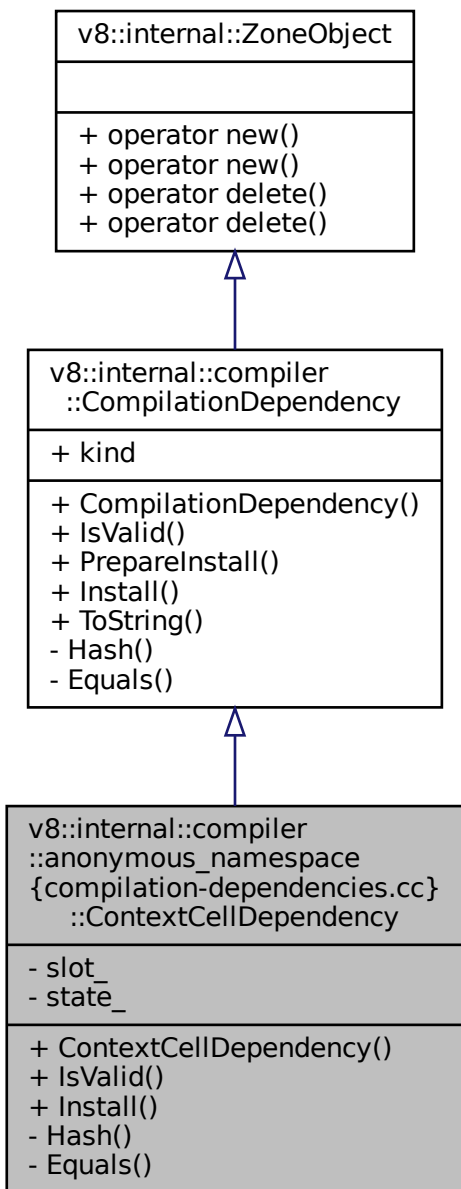 v8::internal::ZoneObject
+ operator new()
+ operator new()
+ operator delete()
+ operator delete()
v8::internal::compiler
::CompilationDependency
+ kind
+ CompilationDependency()
+ IsValid()
+ PrepareInstall()
+ Install()
+ ToString()
- Hash()
- Equals()
v8::internal::compiler
::anonymous_namespace
{compilation-dependencies.cc}
::ContextCellDependency
- slot_
- state_
+ ContextCellDependency()
+ IsValid()
+ Install()
- Hash()
- Equals()